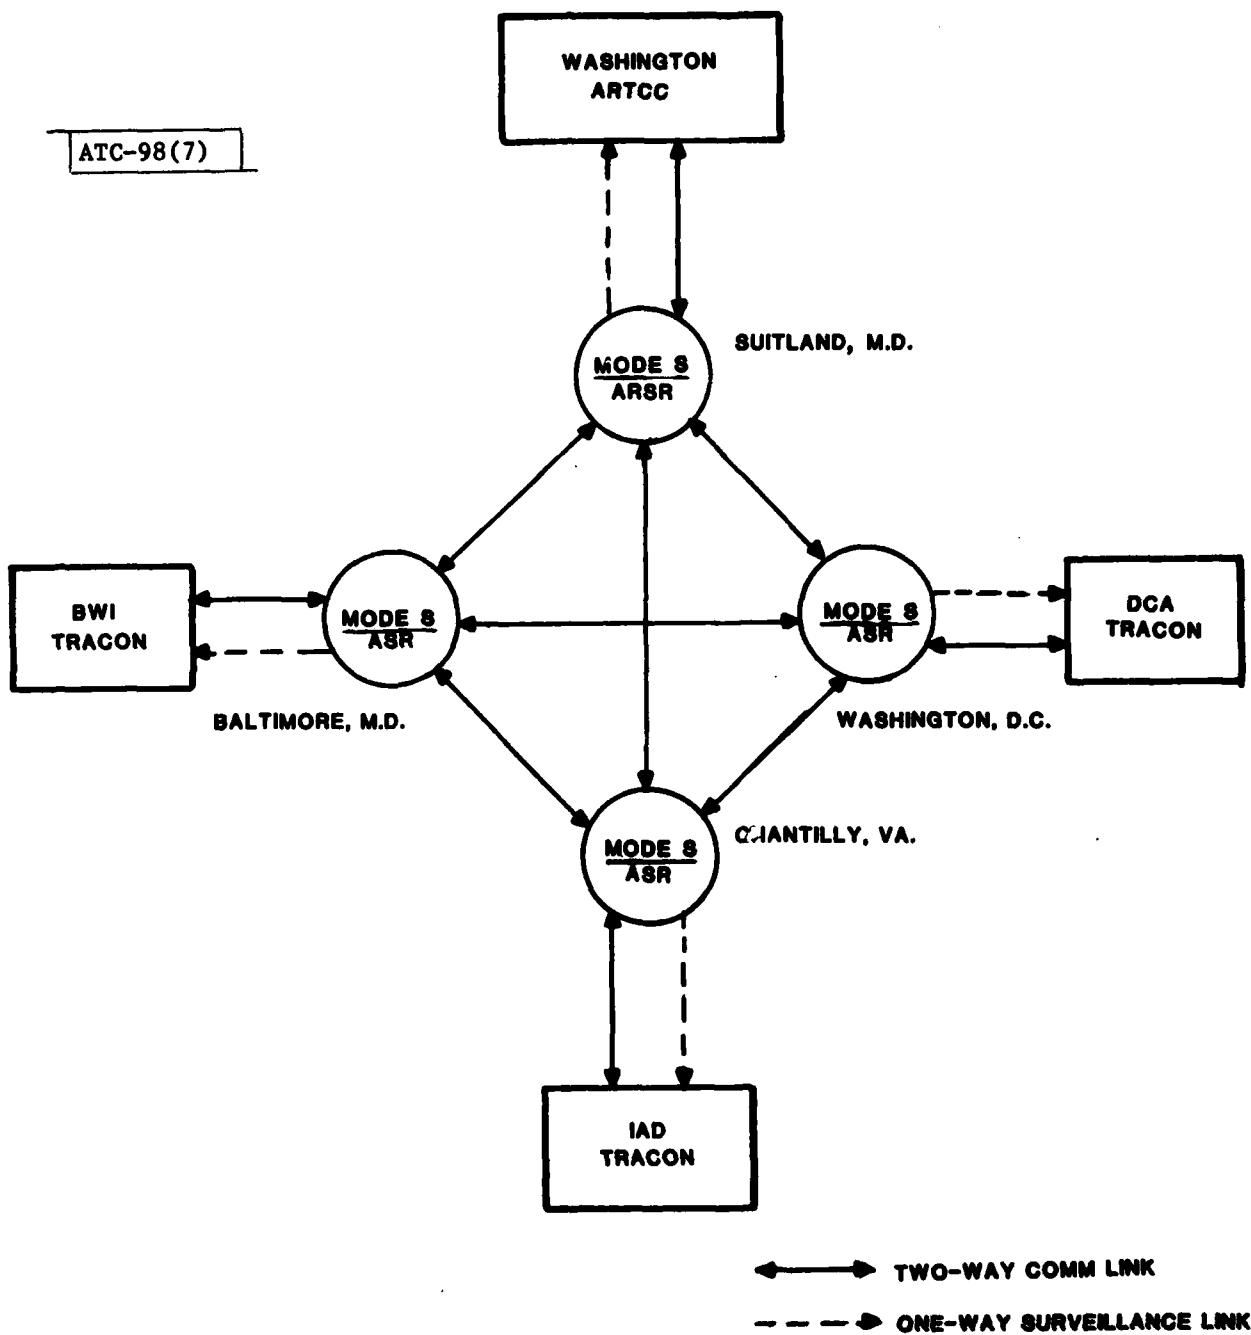 WASHINGTON
ARTCC
ATC-98(7)
SUITLAND, M.D.
MODE S
ARSR
BWI
TRACON
MODE S
ASR
MODE S
ASR
DCA
TRACON
BALTIMORE, M.D.
WASHINGTON, D.C.
MODE S
ASR
CHANTILLY, VA.
IAD
TRACON
TWO-WAY COMM LINK
ONE-WAY SURVEILLANCE LINK